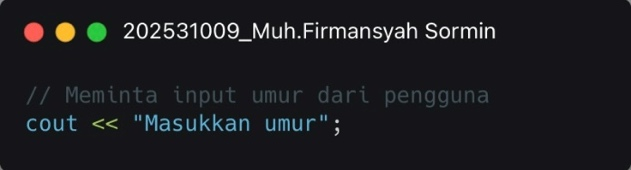 202531009_Muh.Firmansyah Sormin
// Meminta input umur dari pengguna
cout << "Masukkan umur";